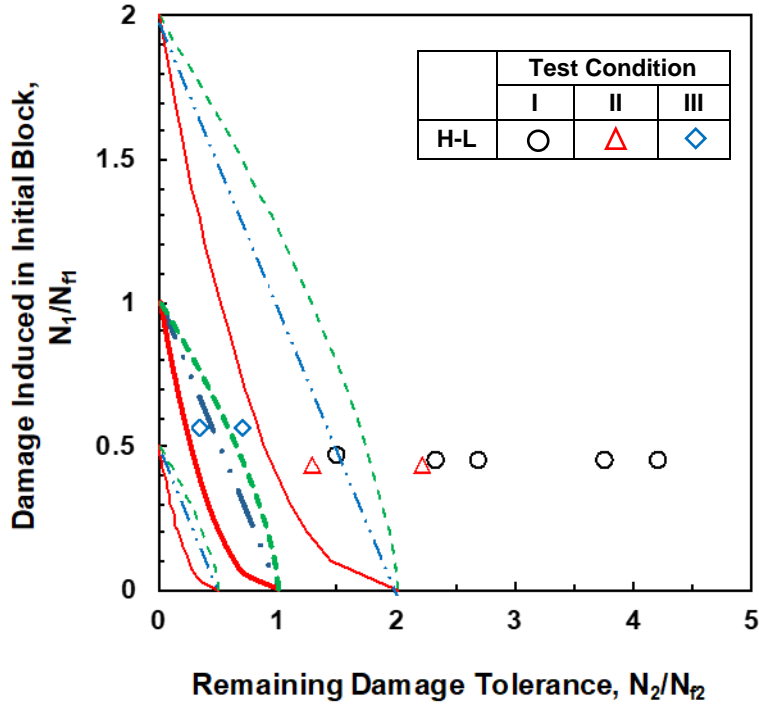 Damage Induced in Initial Block,
N1/Nf1
2
1.5
1
0.5
0
0
1
2
3
4
5
Remaining Damage Tolerance, N2/Nf2
Test Condition
I II III
H-L